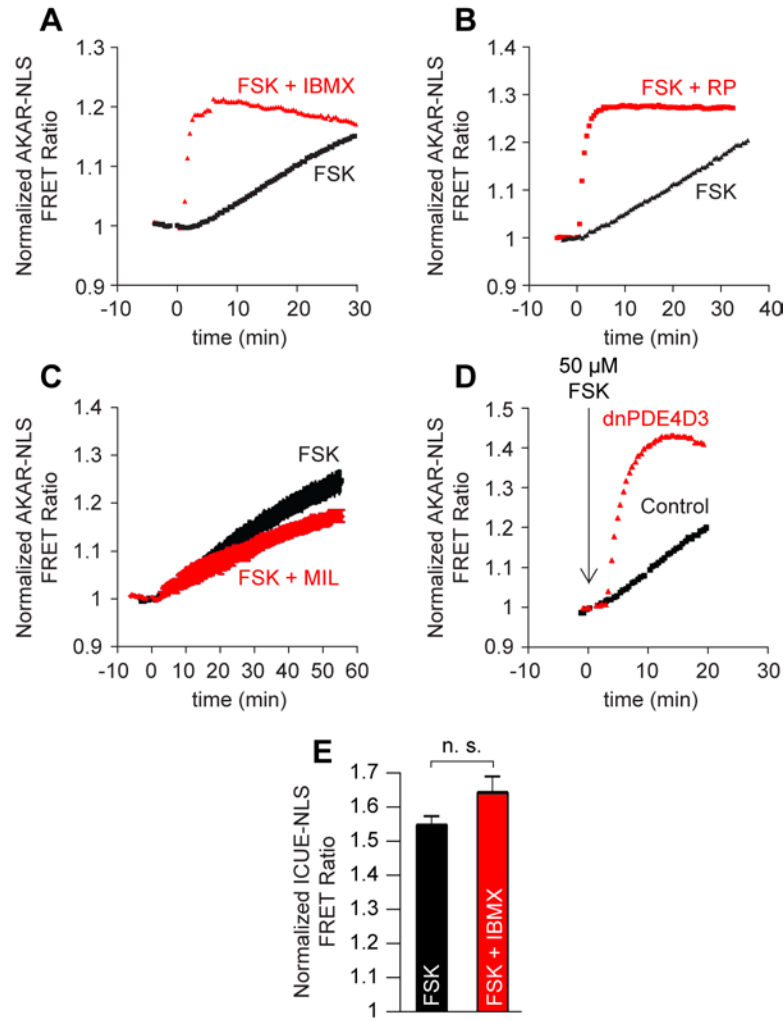 A
Normalized AKAR-NLS
FRET Ratio
1.3
1.2
1.1
1
0.9
FSK + IBMX
FSK
-10 0 10 20 30
time (min)
B
Normalized AKAR-NLS
FRET Ratio
1.4
1.3
1.2
1.1
1
0.9
FSK + RP
FSK
-10 0 10 20 30 40
time (min)
C
Normalized AKAR-NLS
FRET Ratio
1.4
1.3
1.2
1.1
1
0.9
FSK
FSK + MIL
-10 0 10 20 30 40 50 60
time (min)
D
50 µM
FSK
Normalized AKAR-NLS
FRET Ratio
1.5
1.4
1.3
1.2
1.1
1
0.9
dnPDE4D3
Control
-10 0 10 20 30
time (min)
E
n. s.
Normalized ICUE-NLS
FRET Ratio
1.7
1.6
1.5
1.4
1.3
1.2
1.1
1
FSK
FSK + IBMX